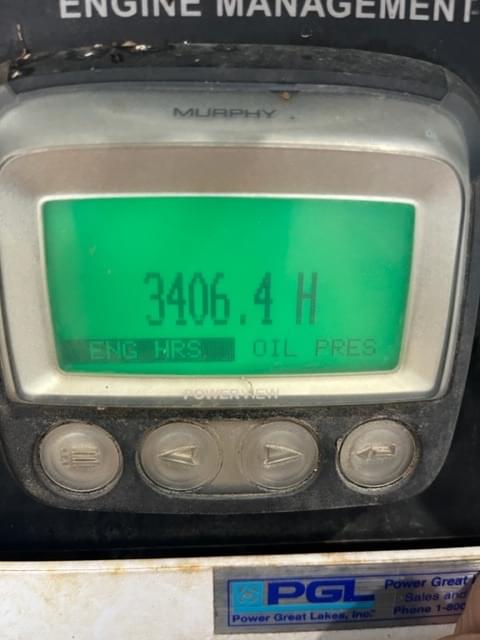 ENGINE MANAGEMENT
MURPHY
3406.4 H
ENG HRS OIL PRES
POWERVIEW
PGL Power Great
Sales and
Power Great Lakes, Inc. Phone 1-800